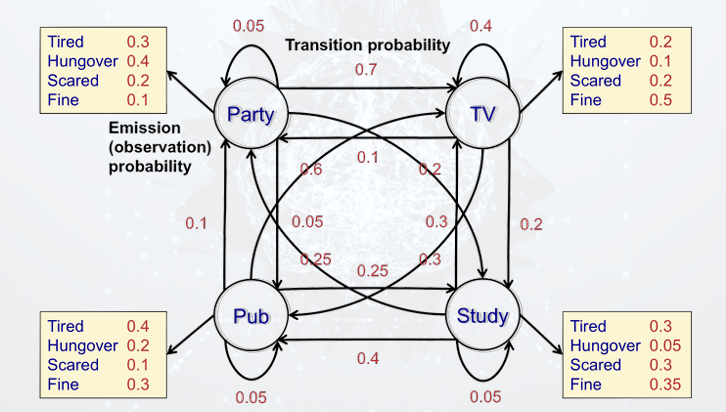 0.05
0.4
Tired 0.3
Hungover 0.4
Scared 0.2
Fine 0.1
Transition probability
0.7
Tired 0.2
Hungover 0.1
Scared 0.2
Fine 0.5
Party
TV
Emission
(observation)
probability
0.1
0.6
0.2
0.1
0.05
0.3
0.2
0.25
0.25
0.3
Pub
Study
Tired 0.4
Hungover 0.2
Scared 0.1
Fine 0.3
Tired 0.3
Hungover 0.05
Scared 0.3
Fine 0.35
0.4
0.05
0.05